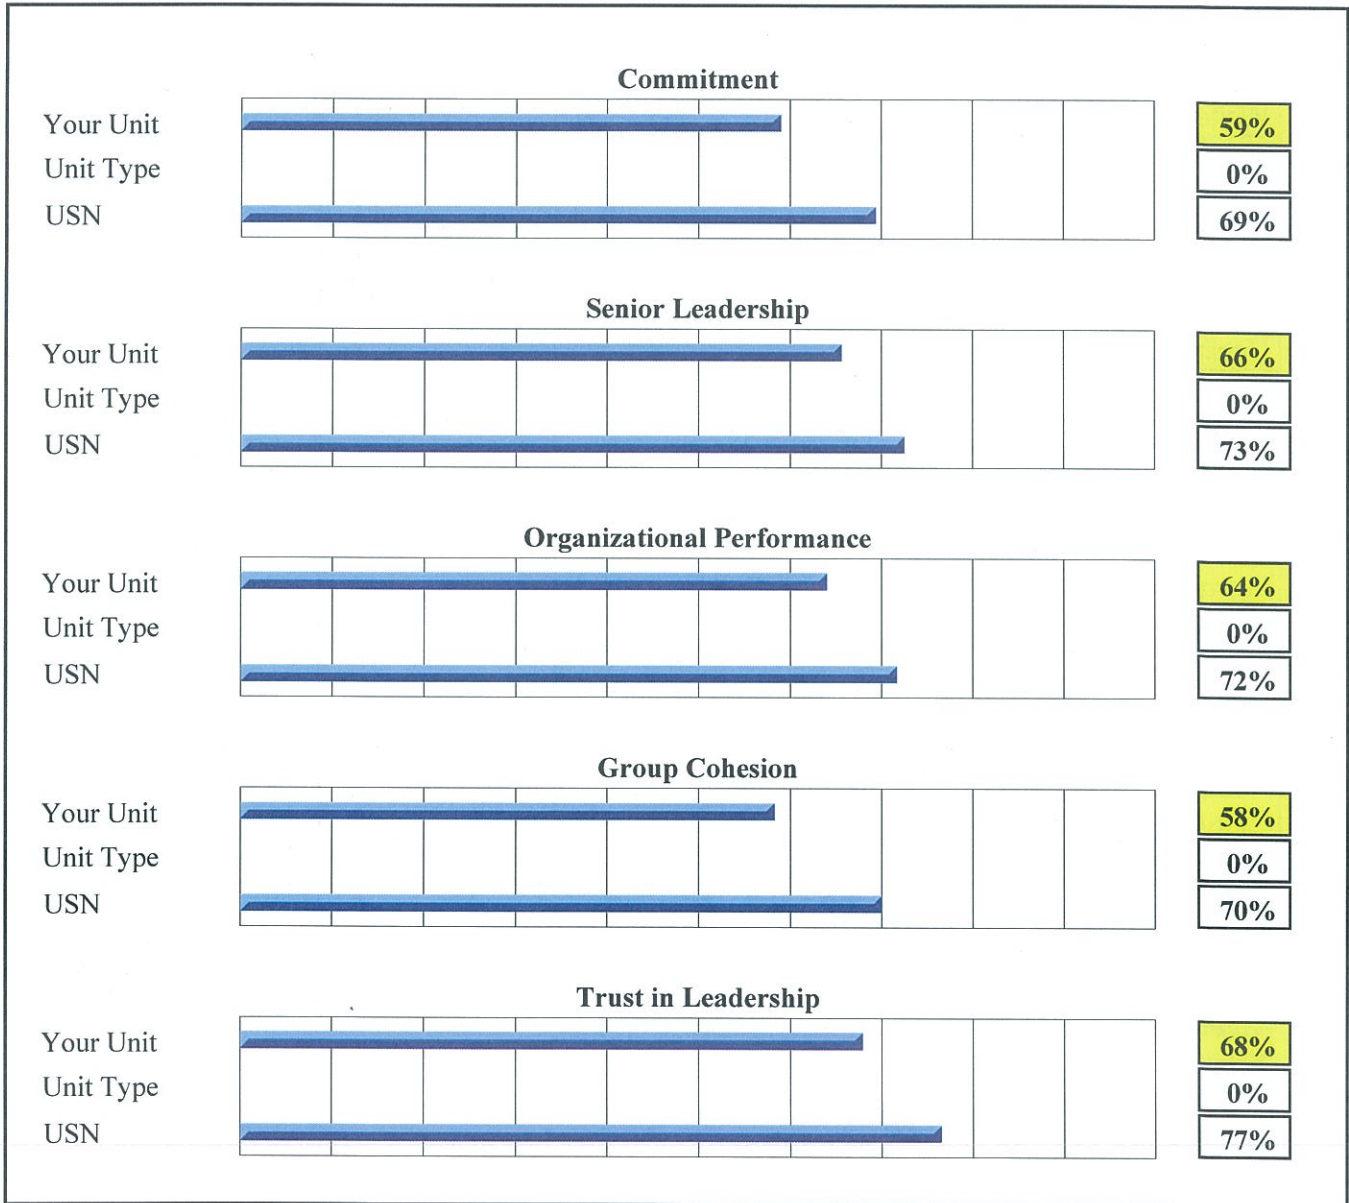 Commitment
Your Unit 59%
Unit Type 0%
USN 69%
Senior Leadership
Your Unit 66%
Unit Type 0%
USN 73%
Organizational Performance
Your Unit 64%
Unit Type 0%
USN 72%
Group Cohesion
Your Unit 58%
Unit Type 0%
USN 70%
Trust in Leadership
Your Unit 68%
Unit Type 0%
USN 77%